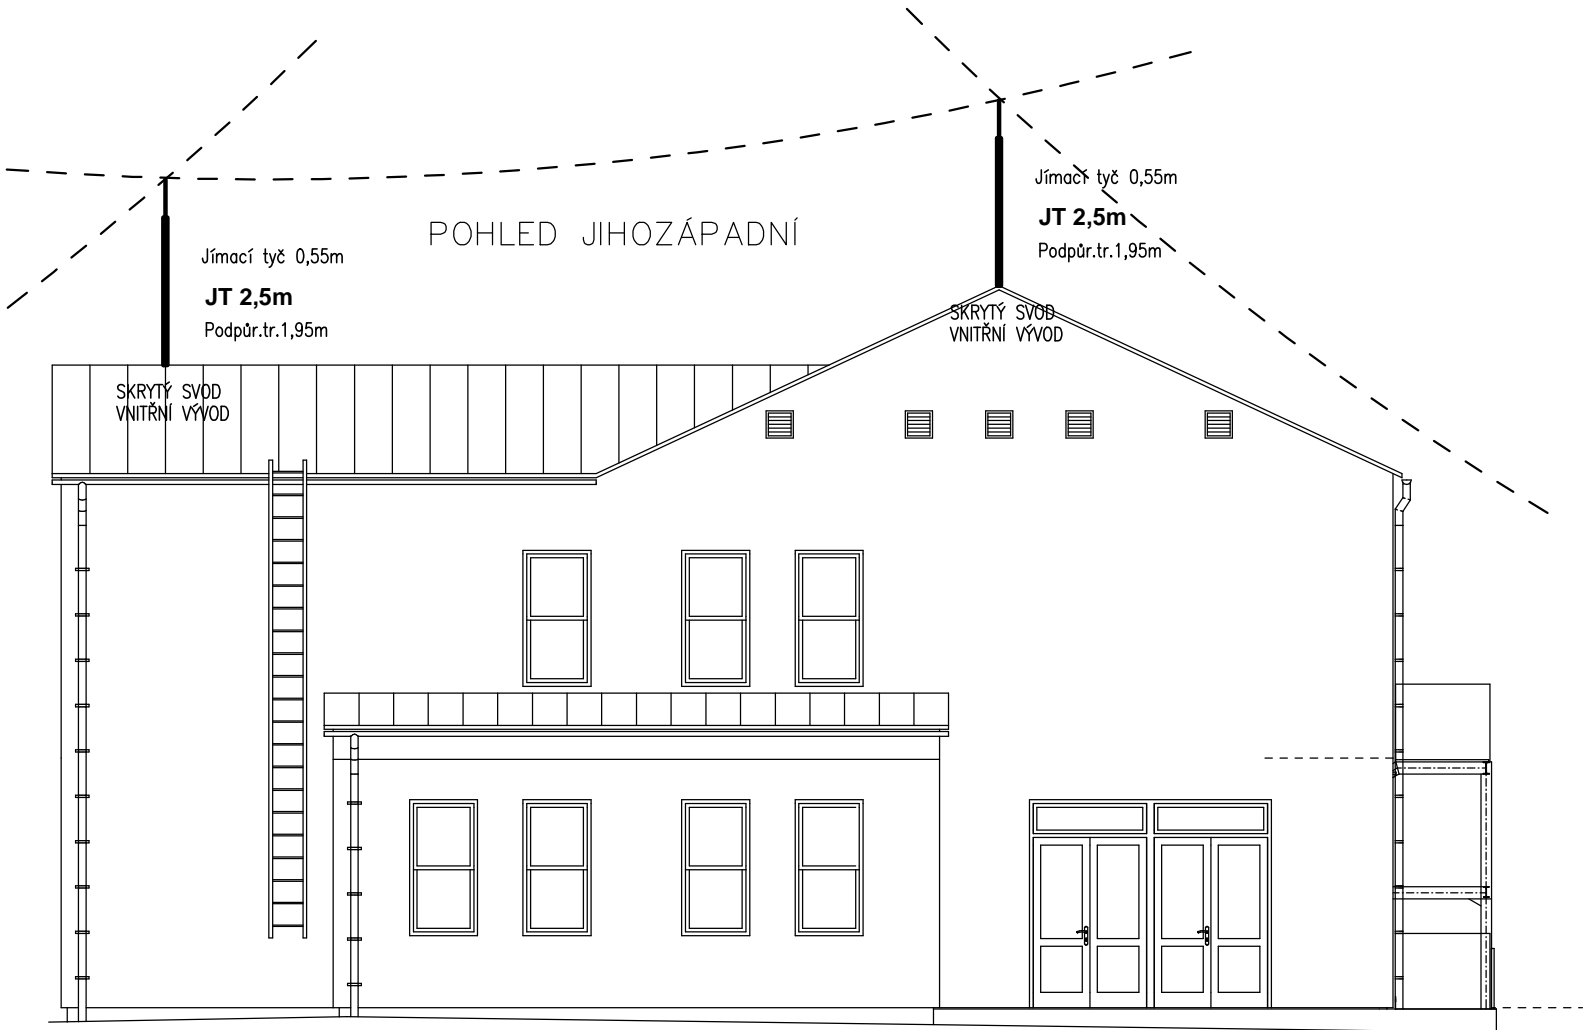 Jímací tyč 0,55m
JT 2,5m
Podpůr.tr.1,95m
POHLED JIHOZÁPADNÍ
Jímací tyč 0,55m
JT 2,5m
Podpůr.tr.1,95m
SKRYTÝ SVOD
VNITŘNÍ VÝVOD
SKRYTÝ SVOD
VNITŘNÍ VÝVOD